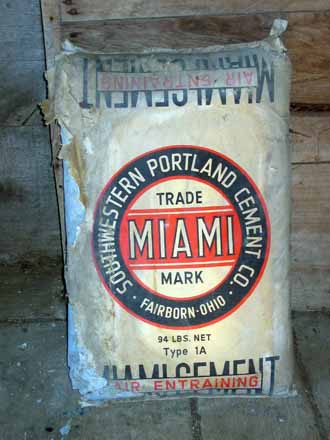 MIAMI CEMENT
AIR ENTRAINING
SOUTHWESTERN PORTLAND CEMENT CO.
TRADE
MIAMI
MARK
· FAIRBORN·OHIO ·
94 LBS. NET
Type 1A
MIAMI CEMENT
AIR ENTRAINING